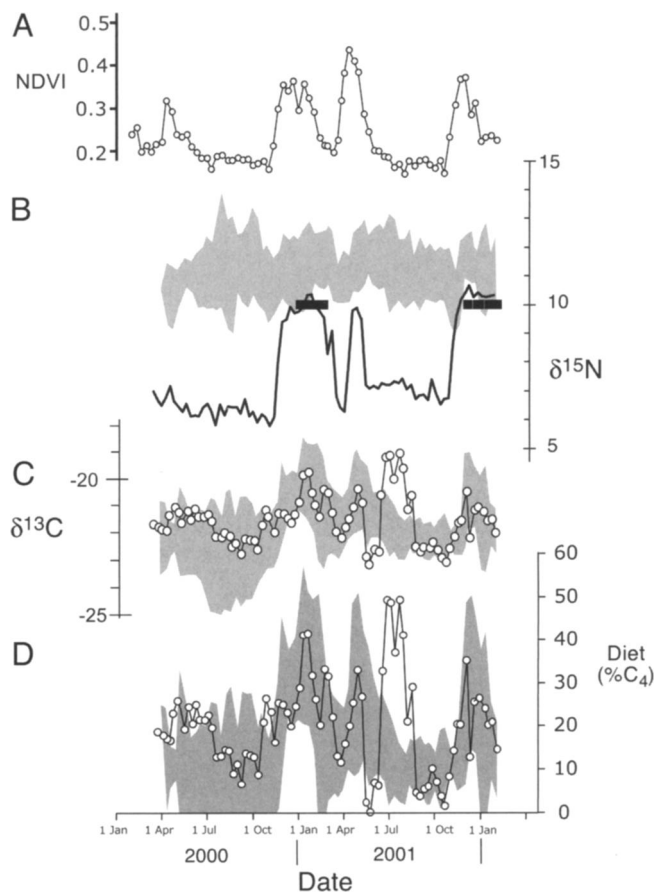 A
NDVI
0.5
0.4
0.3
0.2
B
15
10
5
δ15N
C
δ13C
-20
-25
D
60
50
40
30
20
10
0
Diet
(%C4)
1 Jan 1 Apr 1 Jul 1 Oct 1 Jan 1 Apr 1 Jul 1 Oct 1 Jan
2000 2001
Date